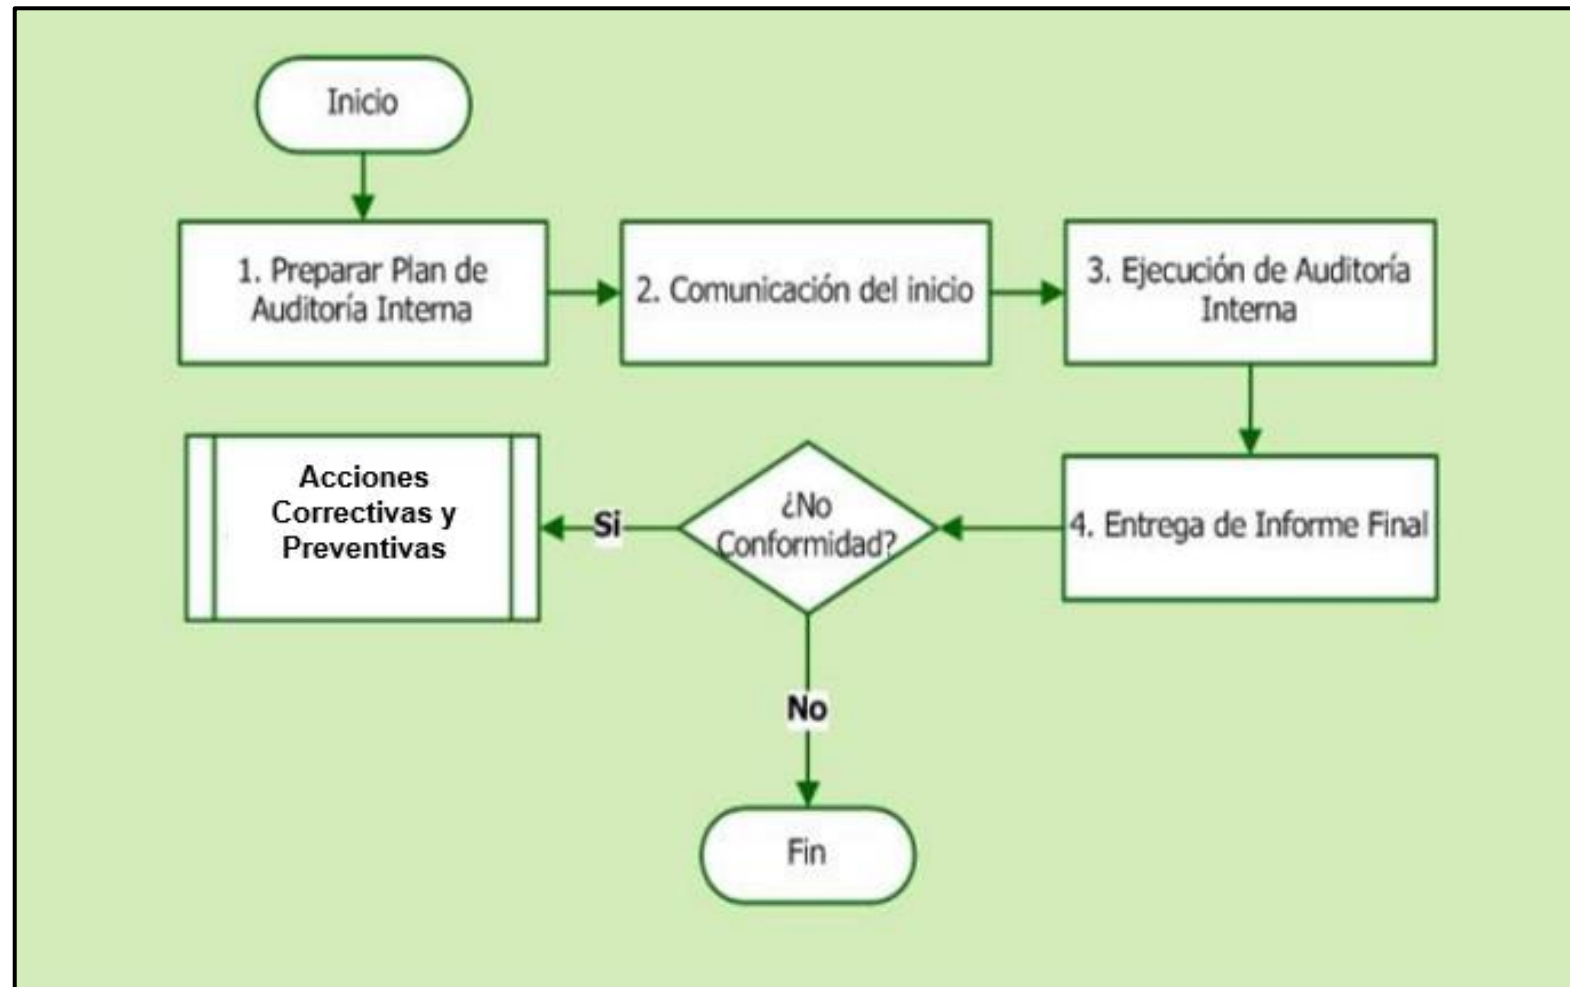 Inicio
1. Preparar Plan de
Auditoría Interna
2. Comunicación del inicio
3. Ejecución de Auditoría
Interna
4. Entrega de Informe Final
¿No
Conformidad?
Si
Acciones
Correctivas y
Preventivas
No
Fin